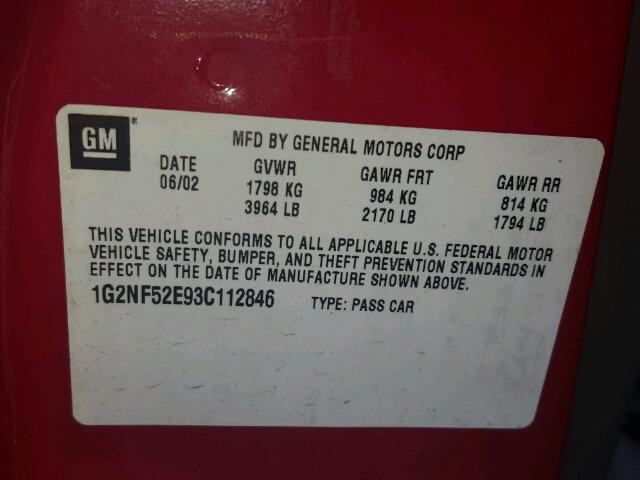 GM ®
MFD BY GENERAL MOTORS CORP
DATE GVWR GAWR FRT GAWR RR
06/02 1798 KG 984 KG 814 KG
3964 LB 2170 LB 1794 LB
THIS VEHICLE CONFORMS TO ALL APPLICABLE U.S. FEDERAL MOTOR
VEHICLE SAFETY, BUMPER, AND THEFT PREVENTION STANDARDS IN
EFFECT ON THE DATE OF MANUFACTURE SHOWN ABOVE.
1G2NF52E93C112846 TYPE: PASS CAR